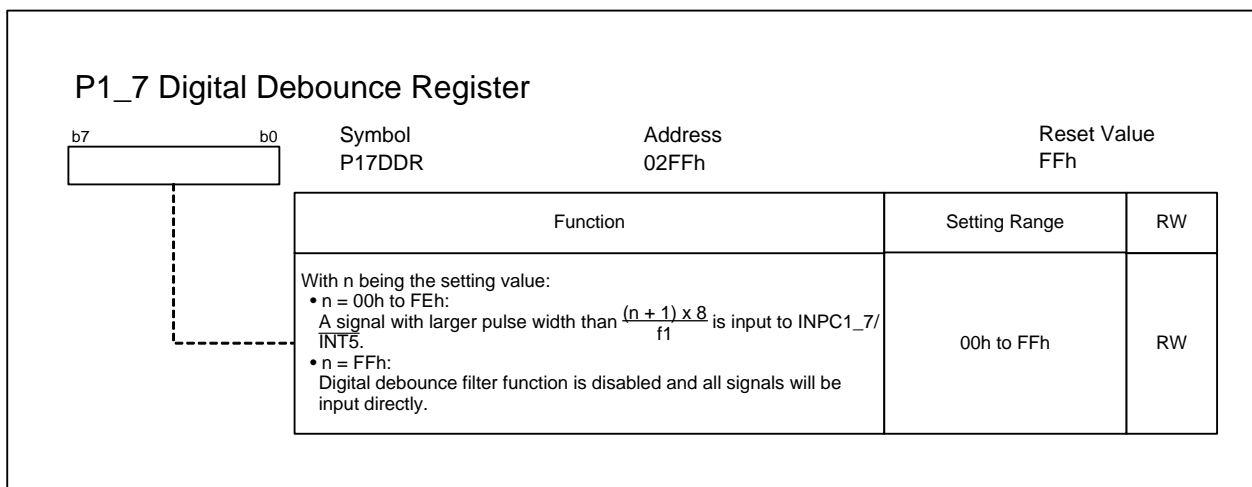 P1_7 Digital Debounce Register
b7 b0 Symbol Address Reset Value
P17DDR 02FFh FFh
Function Setting Range RW
With n being the setting value:
• n = 00h to FEh:
A signal with larger pulse width than (n + 1) x 8 / f1 is input to INPC1_7/
INT5.
• n = FFh:
Digital debounce filter function is disabled and all signals will be
input directly.
00h to FFh RW